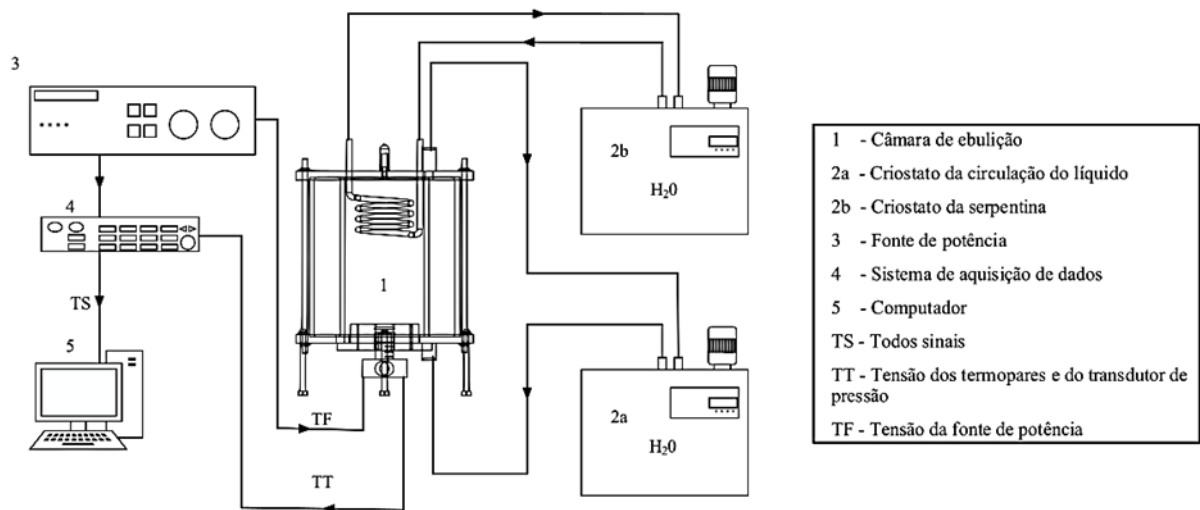 3
4
TS
5
1
TF
TT
2b
H₂0
2a
H₂0
1 - Câmara de ebulição
2a - Criostato da circulação do líquido
2b - Criostato da serpentina
3 - Fonte de potência
4 - Sistema de aquisição de dados
5 - Computador
TS - Todos sinais
TT - Tensão dos termopares e do transdutor de
pressão
TF - Tensão da fonte de potência